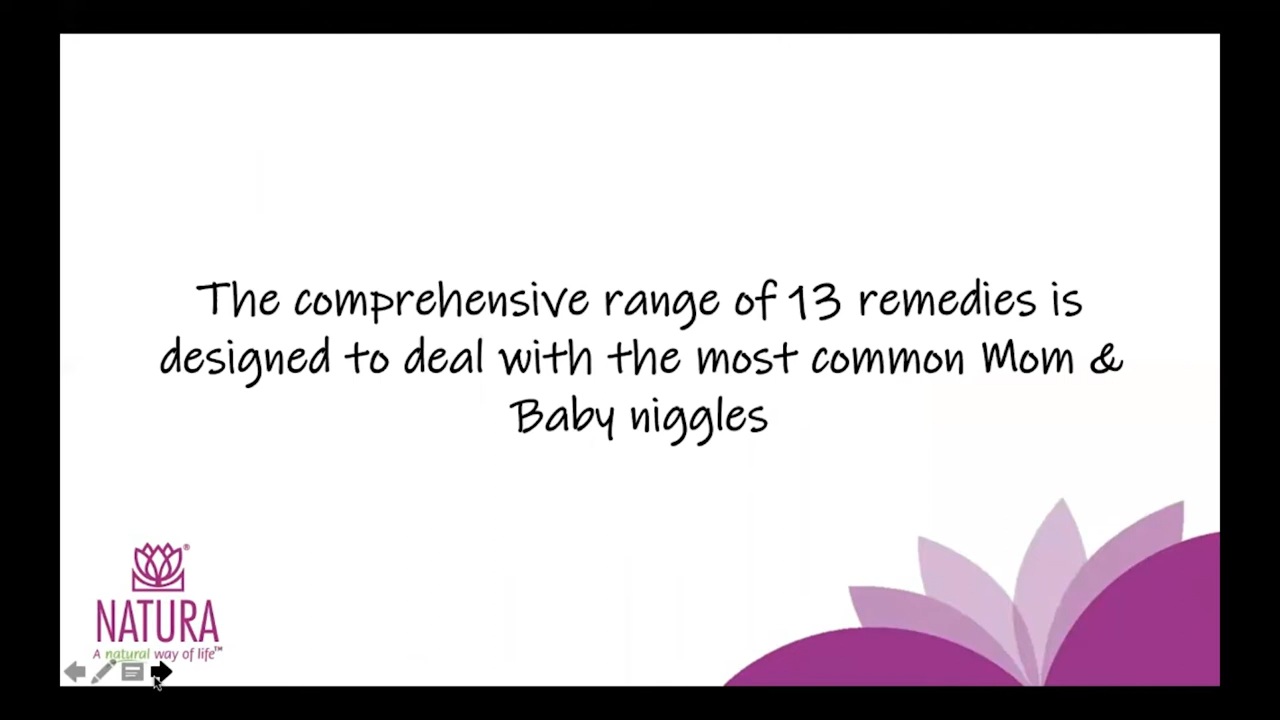 The comprehensive range of 13 remedies is
designed to deal with the most common Mom &
Baby niggles
®
NATURA
A natural way of life™